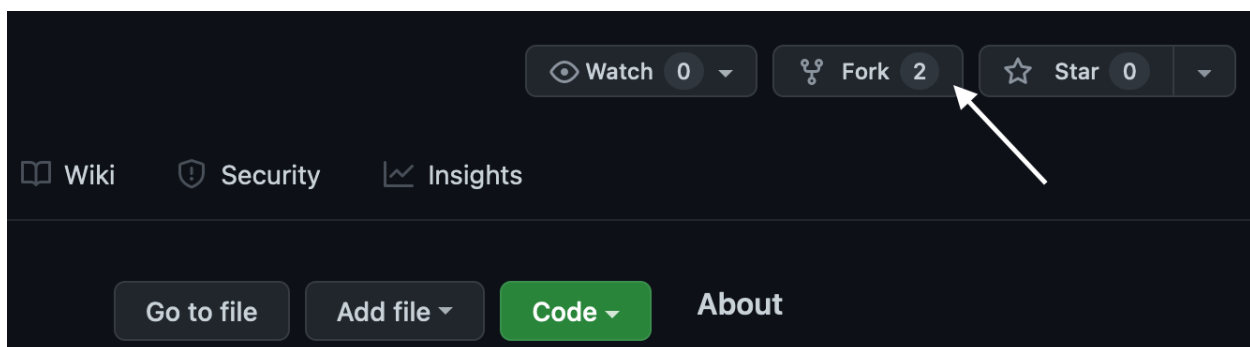 Watch 0 Fork 2 Star 0
Wiki Security Insights
Go to file Add file Code About